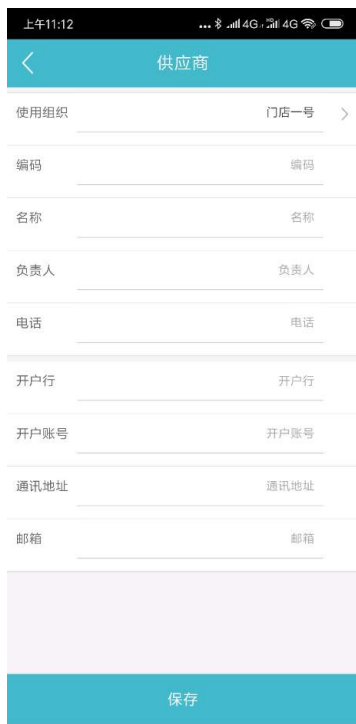 上午11:12 ... 4G 4G
供应商
使用组织 门店一号
编码 编码
名称 名称
负责人 负责人
电话 电话
开户行 开户行
开户账号 开户账号
通讯地址 通讯地址
邮箱 邮箱
保存